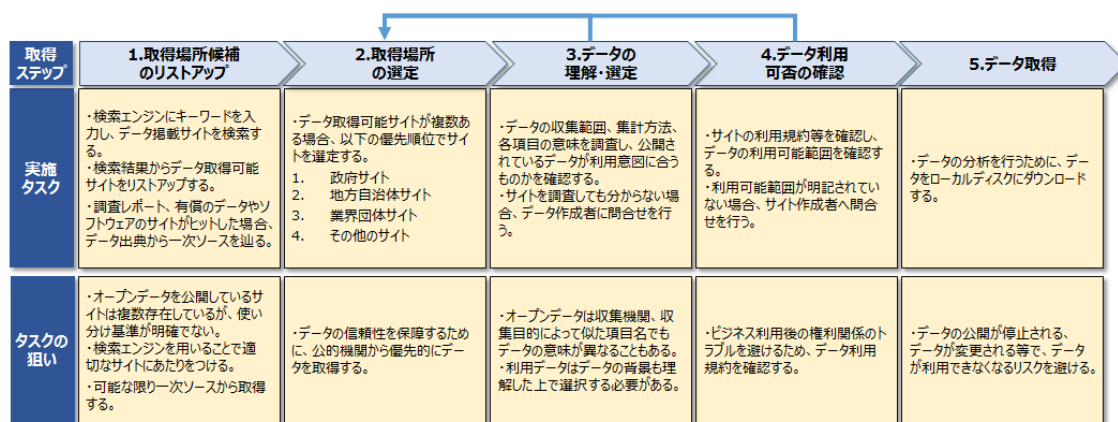 取得
ステップ
1.取得場所候補
のリストアップ
2.取得場所
の選定
3.データの
理解・選定
4.データ利用
可否の確認
5.データ取得
実施
タスク
・検索エンジンにキーワードを入
力し、データ掲載サイトを検索す
る。
・検索結果からデータ取得可能
サイトをリストアップする。
・調査レポート、有償のデータやソ
フトウェアのサイトがヒットした場合、
データ出典から一次ソースを辿る。
・データ取得可能サイトが複数あ
る場合、以下の優先順位でサイ
トを選定する。
1. 政府サイト
2. 地方自治体サイト
3. 業界団体サイト
4. その他のサイト
・データの収集範囲、集計方法、
各項目の意味を調査し、公開さ
れているデータが利用意図に合う
ものかを確認する。
・サイトを調査しても分からない場
合、データ作成者に問合せを行
う。
・サイトの利用規約等を確認し、
データの利用可能範囲を確認す
る。
・利用可能範囲が明記されてい
ない場合、サイト作成者へ問合
せを行う。
・データの分析を行うために、デー
タをローカルディスクにダウンロード
する。
タスクの
狙い
・オープンデータを公開しているサ
イトは複数存在しているが、使い
分け基準が明確でない。
・検索エンジンを用いることで適
切なサイトにあたりをつける。
・可能な限り一次ソースから取得
する。
・データの信頼性を保障するため
に、公的機関から優先的にデー
タを取得する。
・オープンデータは収集機関、収
集目的によって似た項目名でも
データの意味が異なることもある。
・利用データはデータの背景も理
解した上で選択する必要がある。
・ビジネス利用後の権利関係のト
ラブルを避けるため、データ利用
規約を確認する。
・データの公開が停止される、
データが変更される等で、データ
が利用できなくなるリスクを避ける。